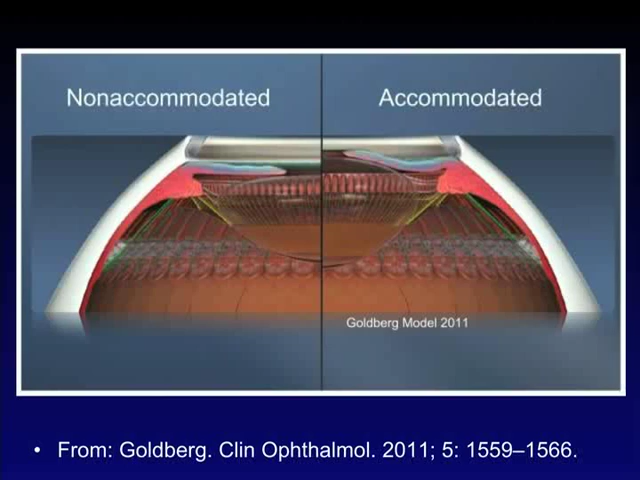 Nonaccommodated
Accommodated
Goldberg Model 2011
• From: Goldberg. Clin Ophthalmol. 2011; 5: 1559–1566.